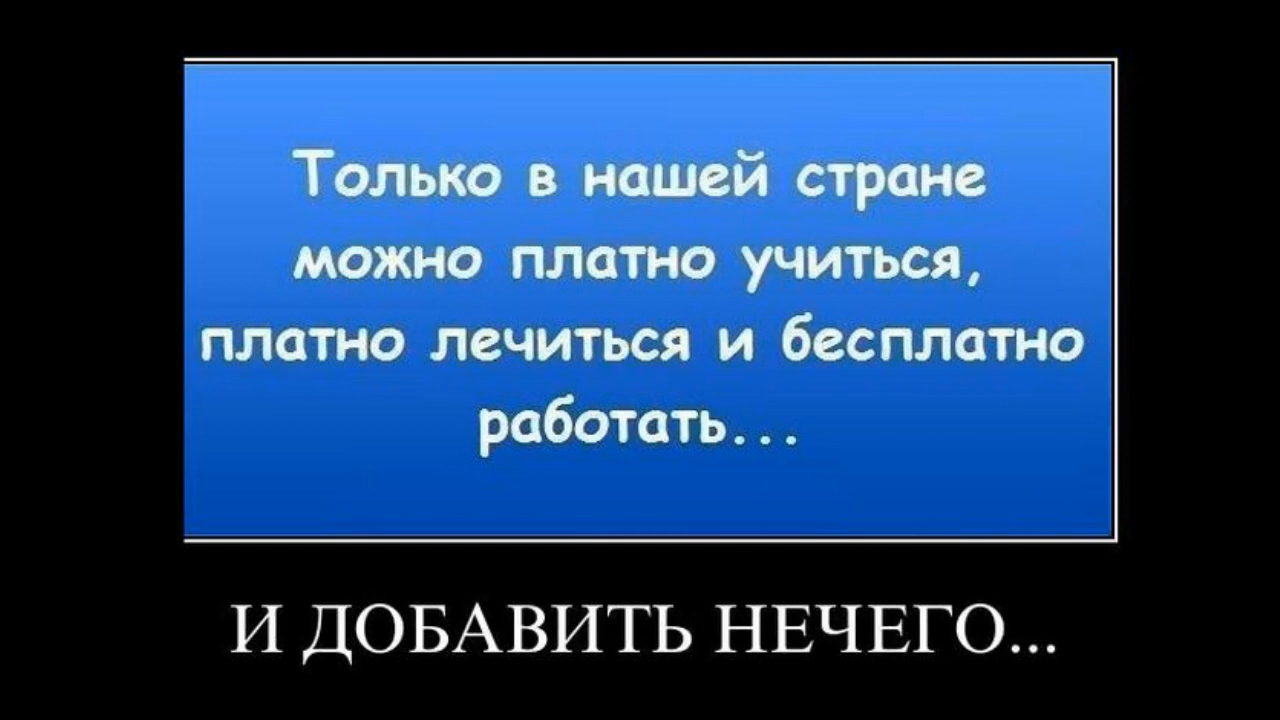 Только в нашей стране
можно платно учиться,
платно лечиться и бесплатно
работать...
И ДОБАВИТЬ НЕЧЕГО...